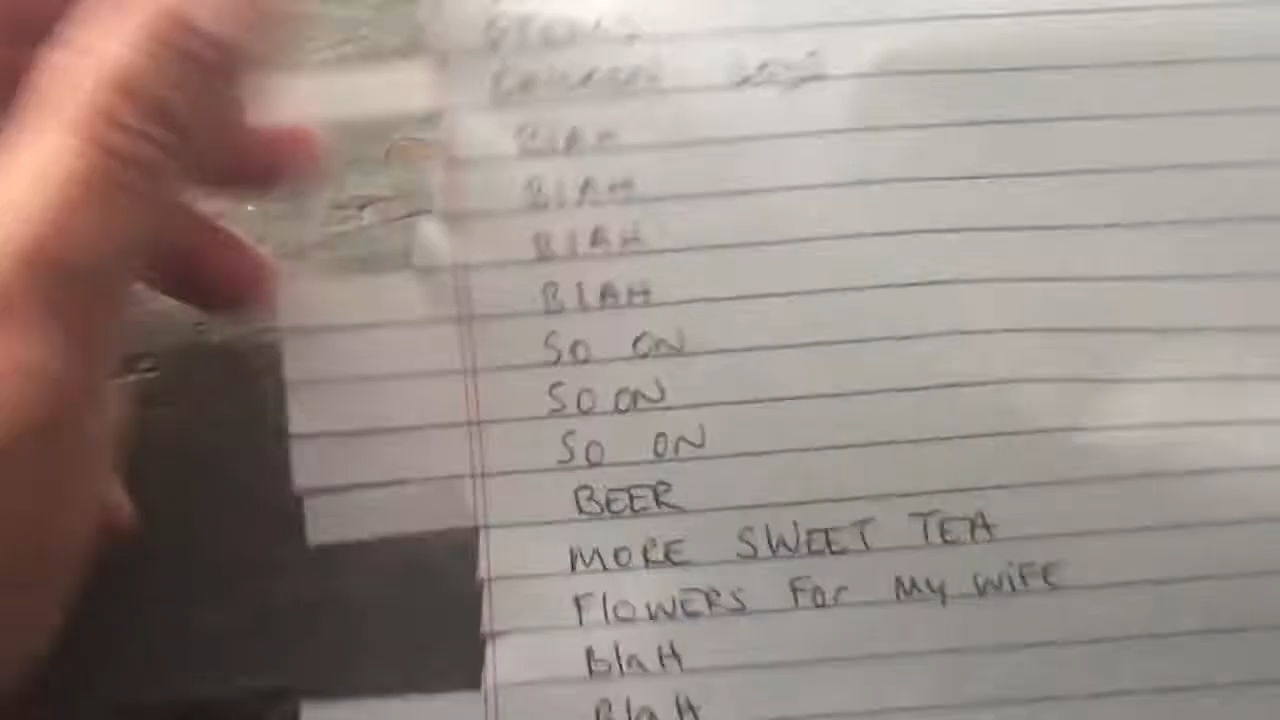 BlAH
BlAH
BlAH
BlAH
SO ON
SO ON
SO ON
BEER
MORE SWEET TEA
FlOWERS For My WiFE
BlaH
BlaH